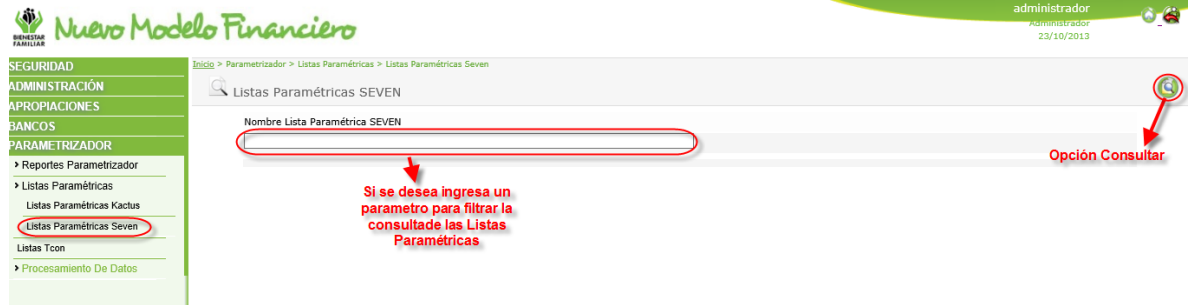 administrador
Administrador
23/10/2013
BIENESTAR
FAMILIAR
Nuevo Modelo Financiero
SEGURIDAD
ADMINISTRACIÓN
APROPIACIONES
BANCOS
PARAMETRIZADOR
Reportes Parametrizador
Listas Paramétricas
Listas Paramétricas Kactus
Listas Paramétricas Seven
Listas Tcon
Procesamiento De Datos
Inicio > Parametrizador > Listas Paramétricas > Listas Paramétricas Seven
Listas Paramétricas SEVEN
Nombre Lista Paramétrica SEVEN
Opción Consultar
Si se desea ingresa un
parametro para filtrar la
consultade las Listas
Paramétricas